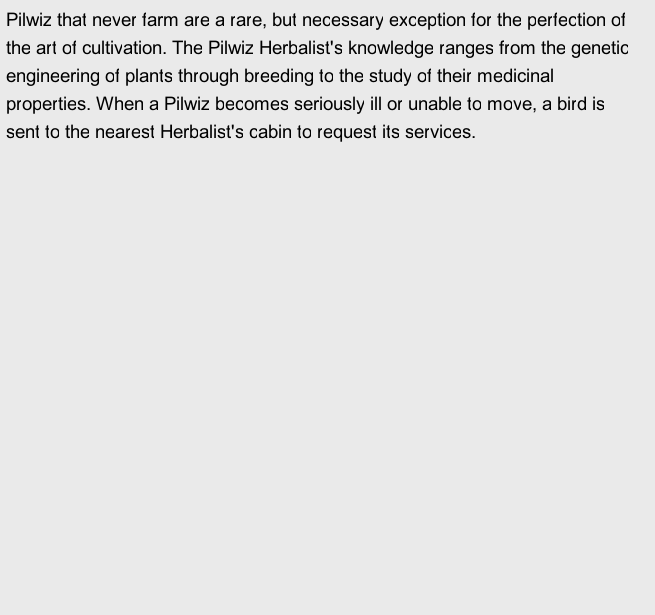 Pilwiz that never farm are a rare, but necessary exception for the perfection of
the art of cultivation. The Pilwiz Herbalist's knowledge ranges from the genetic
engineering of plants through breeding to the study of their medicinal
properties. When a Pilwiz becomes seriously ill or unable to move, a bird is
sent to the nearest Herbalist's cabin to request its services.